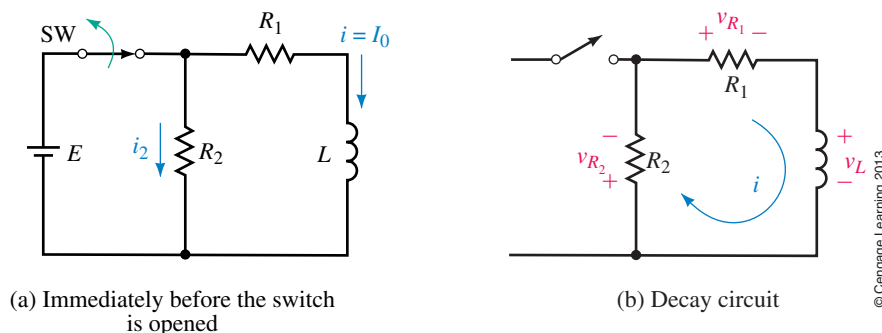 SW
R1
i = I0
E
i2
R2
L
(a) Immediately before the switch
is opened
+ vR1 −
R1
−
vR2
+
R2
i
+
vL
−
(b) Decay circuit
© Cengage Learning 2013